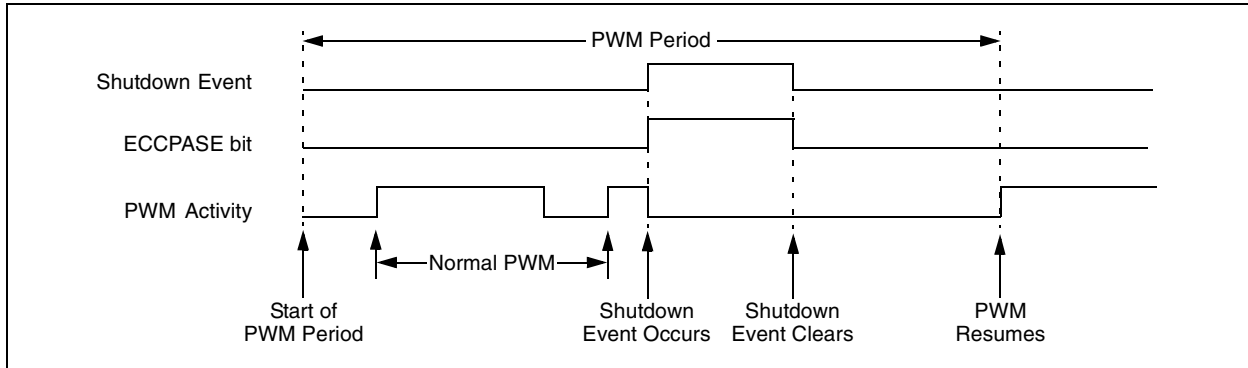 PWM Period
Shutdown Event
ECCPASE bit
PWM Activity
Normal PWM
Start of
PWM Period
Shutdown
Event Occurs
Shutdown
Event Clears
PWM
Resumes